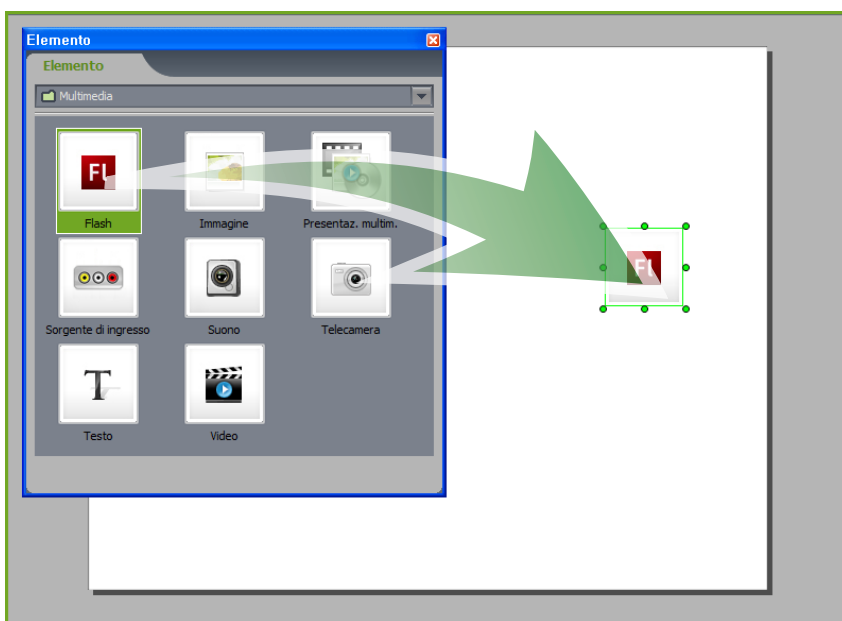 Elemento
Elemento
Multimedia
FL
Flash
Immagine
Presentaz. multim.
Sorgente di ingresso
Suono
Telecamera
T
Testo
Video
FL